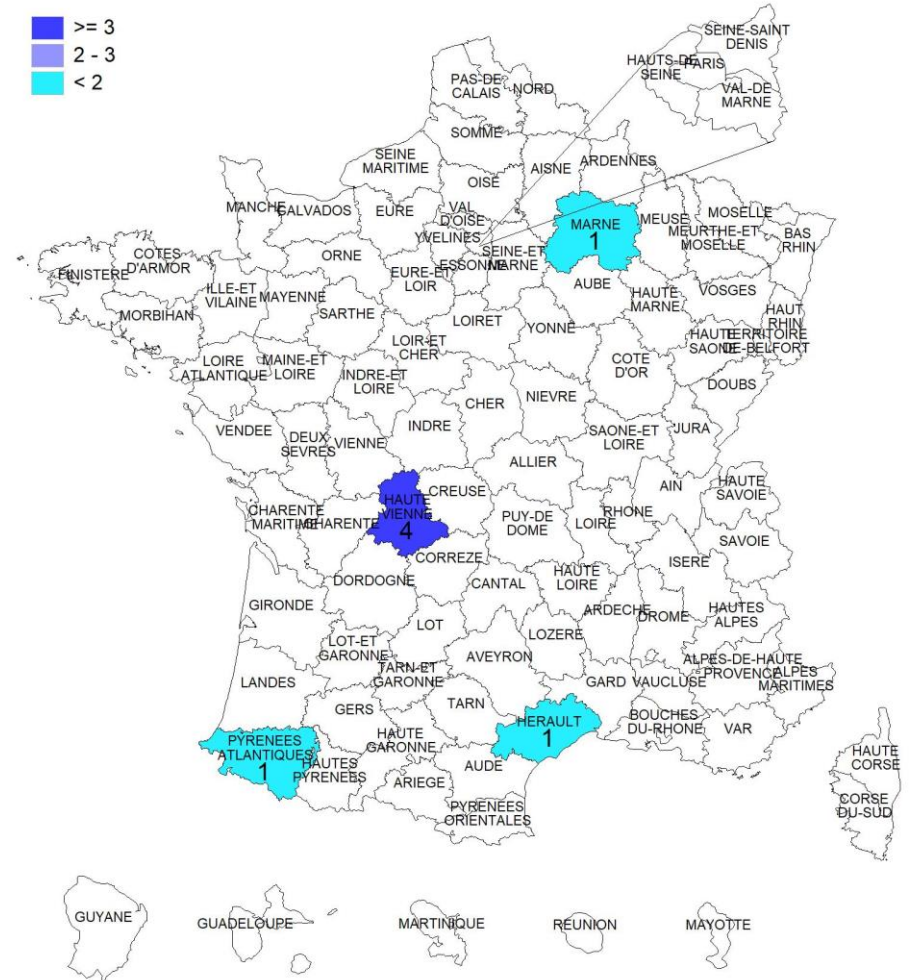 >= 3
2 - 3
< 2
SEINE-SAINT
DENIS
HAUTS-DE
SEINE
PARIS
VAL-DE
MARNE
PAS-DE
CALAIS
NORD
SOMME
SEINE
MARITIME
AISNE
ARDENNES
OISE
MANCHE
CALVADOS
EURE
VAL
D'OISE
MARNE
1
MEUSE
MOSELLE
MEURTHE-ET
MOSELLE
BAS
RHIN
YVELINES
ESSONNE
SEINE-ET
MARNE
ORNE
EURE-ET
LOIR
COTES
D'ARMOR
FINISTERE
ILLE-ET
VILAINE
MAYENNE
MORBIHAN
SARTHE
AUBE
HAUTE
MARNE
VOSGES
HAUT
RHIN
LOIRET
YONNE
LOIR-ET
CHER
HAUTE
SAONE
TERRITOIRE
DE-BELFORT
LOIRE
ATLANTIQUE
MAINE-ET
LOIRE
INDRE-ET
LOIRE
COTE
D'OR
DOUBS
CHER
NIEVRE
VENDEE
DEUX
SEVRES
VIENNE
INDRE
SAONE-ET
LOIRE
JURA
ALLIER
HAUTE
VIENNE
4
CREUSE
AIN
HAUTE
SAVOIE
CHARENTE
MARITIME
CHARENTE
PUY-DE
DOME
LOIRE
RHONE
SAVOIE
CORREZE
ISERE
DORDOGNE
CANTAL
HAUTE
LOIRE
GIRONDE
ARDECHE
DROME
HAUTES
ALPES
LOT
LOZERE
LOT-ET
GARONNE
AVEYRON
TARN-ET
GARONNE
LANDES
GARD
VAUCLUSE
ALPES-DE-HAUTE
PROVENCE
ALPES
MARITIMES
GERS
TARN
HERAULT
1
BOUCHES
DU-RHONE
VAR
PYRENEES
ATLANTIQUES
1
HAUTES
PYRENEES
HAUTE
GARONNE
AUDE
ARIEGE
PYRENEES
ORIENTALES
HAUTE
CORSE
CORSE
DU-SUD
GUYANE
GUADELOUPE
MARTINIQUE
REUNION
MAYOTTE